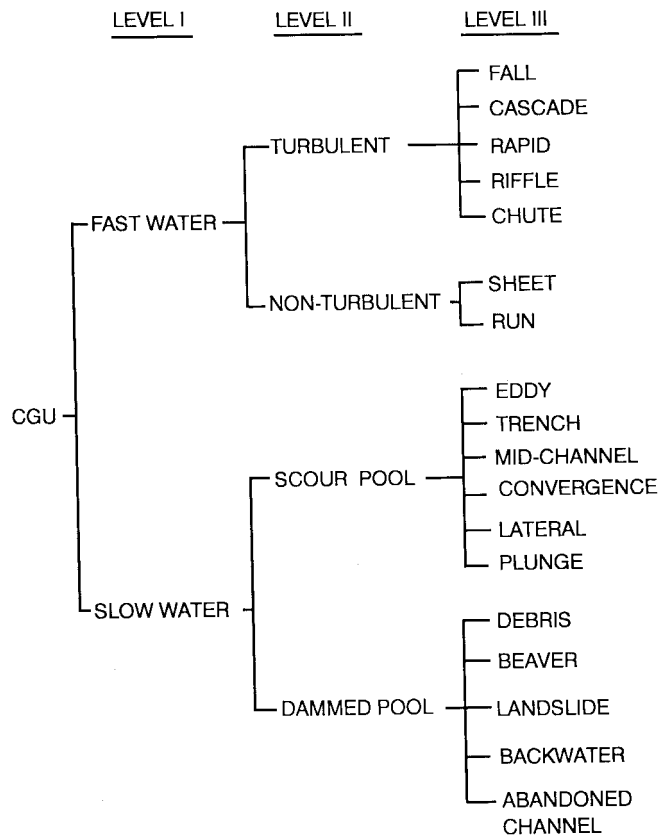 LEVEL I LEVEL II LEVEL III
FALL
CASCADE
TURBULENT
RAPID
RIFFLE
CHUTE
FAST WATER
SHEET
NON-TURBULENT
RUN
CGU
EDDY
TRENCH
MID-CHANNEL
SCOUR POOL
CONVERGENCE
LATERAL
PLUNGE
SLOW WATER
DEBRIS
BEAVER
DAMMED POOL
LANDSLIDE
BACKWATER
ABANDONED
CHANNEL